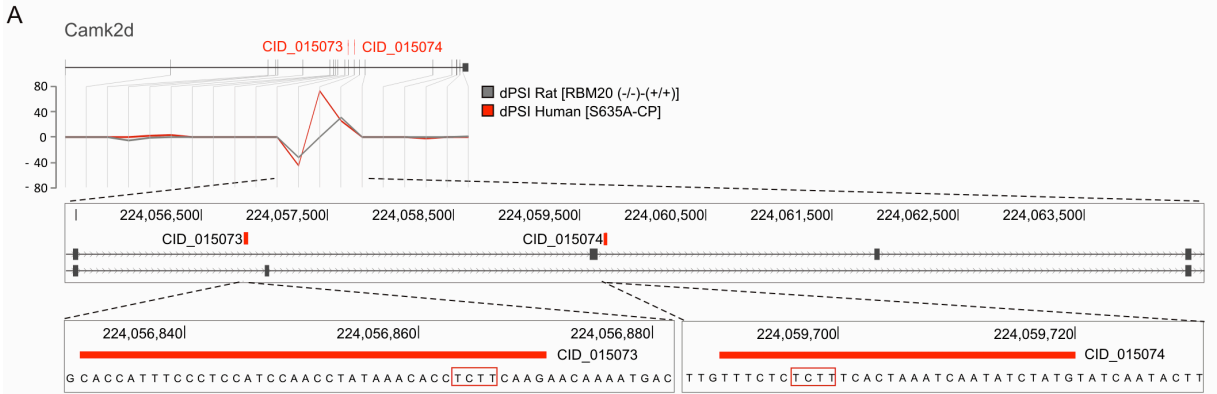 A
Camk2d
CID_015073 CID_015074
80
40
0
- 40
- 80
dPSI Rat [RBM20 (-/-)-(+/+)]
dPSI Human [S635A-CP]
224,056,500 224,057,500 224,058,500 224,059,500 224,060,500 224,061,500 224,062,500 224,063,500
CID_015073 CID_015074
224,056,840 224,056,860 224,056,880
CID_015073
G C A C C A T T T C C C T C C A T C C A A C C T A T A A A C A C C T C T T C A A G A A C A A A A T G A C
224,059,700 224,059,720
CID_015074
T T G T T T C T C T C T T T C A C T A A A T C A A T A T C T A T G T A T C A A T A C T T